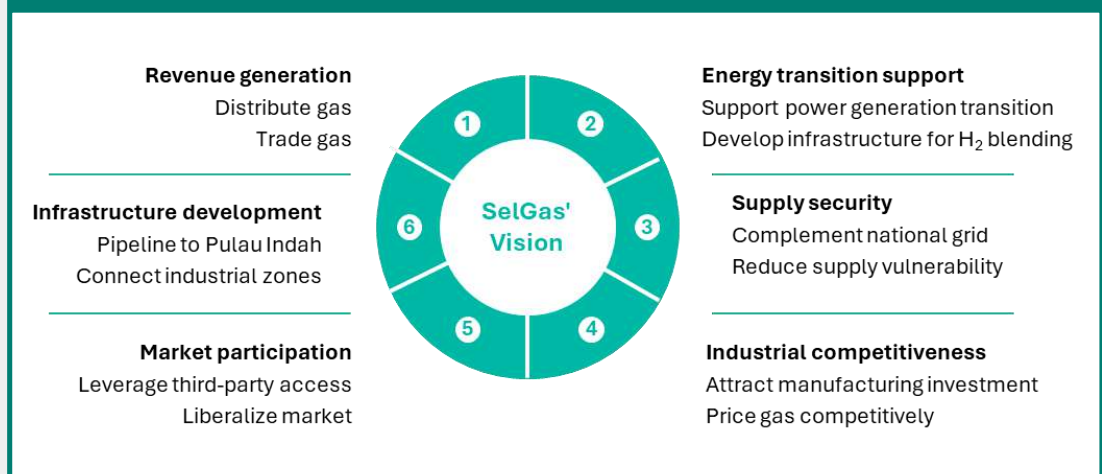 Revenue generation
Distribute gas
Trade gas
Infrastructure development
Pipeline to Pulau Indah
Connect industrial zones
Market participation
Leverage third-party access
Liberalize market
1
2
3
4
5
6
SelGas'
Vision
Energy transition support
Support power generation transition
Develop infrastructure for H₂ blending
Supply security
Complement national grid
Reduce supply vulnerability
Industrial competitiveness
Attract manufacturing investment
Price gas competitively